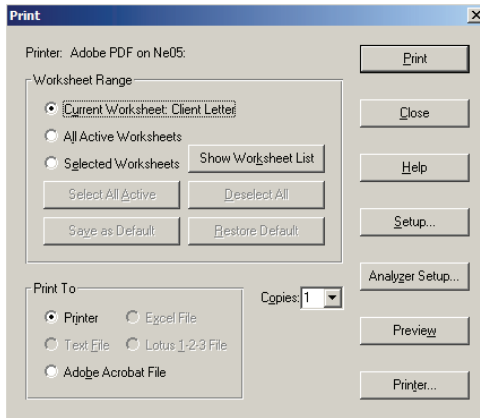 Print
Printer: Adobe PDF on Ne05:
Print
Worksheet Range
Current Worksheet: Client Letter
Close
All Active Worksheets
Selected Worksheets
Show Worksheet List
Help
Select All Active
Deselect All
Save as Default
Restore Default
Setup...
Analyzer Setup...
Print To
Copies: 1
Printer
Excel File
Text File
Lotus 1-2-3 File
Preview
Adobe Acrobat File
Printer...